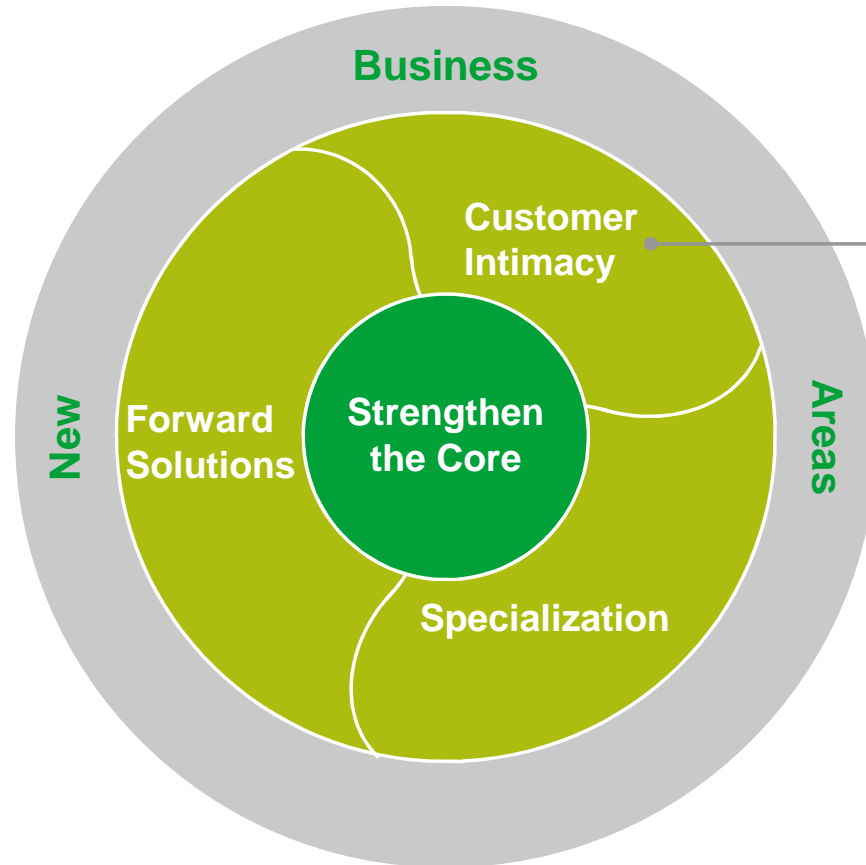 New
Business
Areas
Customer
Intimacy
Forward
Solutions
Strengthen
the Core
Specialization